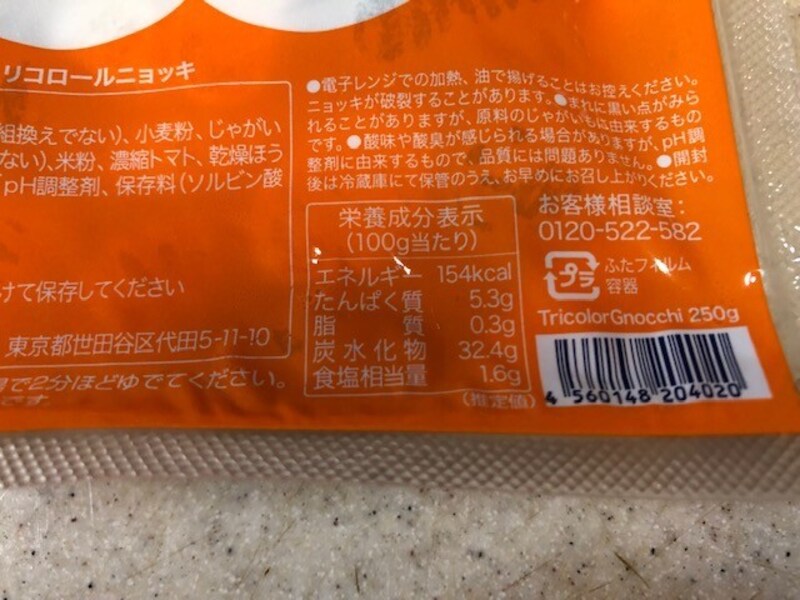 リコロールニョッキ
組換えでない)、小麦粉、じゃがい
ない)、米粉、濃縮トマト、乾燥ほう
pH調整剤、保存料(ソルビン酸
けて保存してください
東京都世田谷区代田5-11-10
で2分ほどゆでてください。
です。
●電子レンジでの加熱、油で揚げることはお控えください。
ニョッキが破裂することがあります。●まれに黒い点がみら
れることがありますが、原料のじゃがいもに由来するもの
です。●酸味や酸臭が感じられる場合がありますが、pH調
整剤に由来するもので、品質には問題ありません。●開封
後は冷蔵庫にて保管のうえ、お早めにお召し上がりください。
栄養成分表示
(100g当たり)
エネルギー 154kcal
たんぱく質 5.3g
脂質 0.3g
炭水化物 32.4g
食塩相当量 1.6g
(推定値)
お客様相談室:
0120-522-582
プラ
ふたフィルム
容器
TricolorGnocchi 250g
4 560148 204020